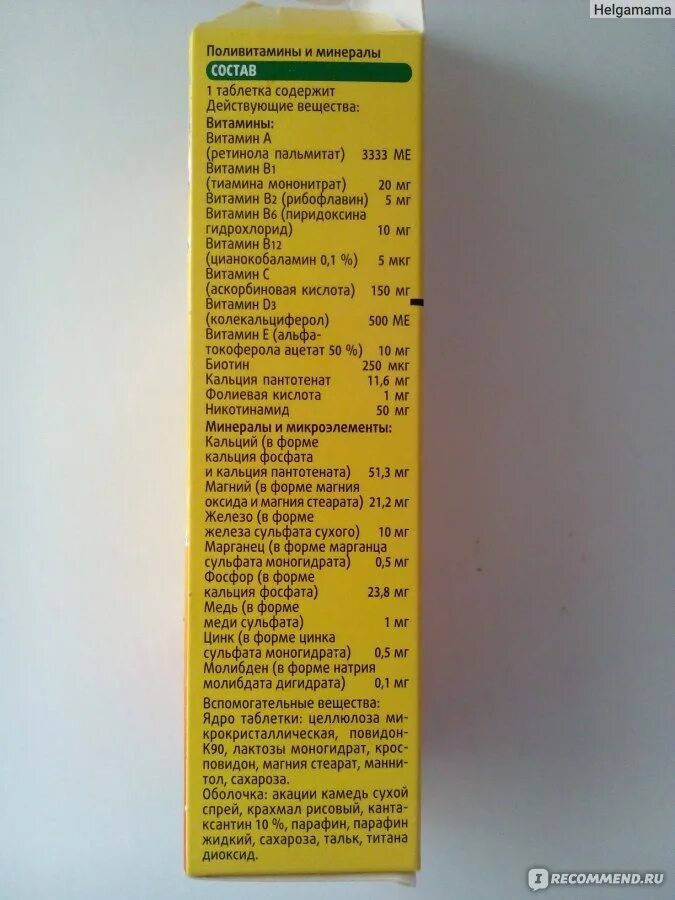 Helgamama
Поливитамины и минералы
СОСТАВ
1 таблетка содержит
Действующие вещества:
Витамины:
Витамин A
(ретинола пальмитат) 3333 МЕ
Витамин B1
(тиамина мононитрат) 20 мг
Витамин B2 (рибофлавин) 5 мг
Витамин B6 (пиридоксина
гидрохлорид) 10 мг
Витамин B12
(цианокобаламин 0,1 %) 5 мкг
Витамин C
(аскорбиновая кислота) 150 мг
Витамин D3
(колекальциферол) 500 МЕ
Витамин E (альфа-
токоферола ацетат 50 %) 10 мг
Биотин 250 мкг
Кальция пантотенат 11,6 мг
Фолиевая кислота 1 мг
Никотинамид 50 мг
Минералы и микроэлементы:
Кальций (в форме
кальция фосфата
и кальция пантотената) 51,3 мг
Магний (в форме магния
оксида и магния стеарата) 21,2 мг
Железо (в форме
железа сульфата сухого) 10 мг
Марганец (в форме марганца
сульфата моногидрата) 0,5 мг
Фосфор (в форме
кальция фосфата) 23,8 мг
Медь (в форме
меди сульфата) 1 мг
Цинк (в форме цинка
сульфата моногидрата) 0,5 мг
Молибден (в форме натрия
молибдата дигидрата) 0,1 мг
Вспомогательные вещества:
Ядро таблетки: целлюлоза ми-
крокристаллическая, повидон-
К90, лактозы моногидрат, крос-
повидон, магния стеарат, манни-
тол, сахароза.
Оболочка: акации камедь сухой
спрей, крахмал рисовый, канта-
ксантин 10 %, парафин, парафин
жидкий, сахароза, тальк, титана
диоксид.
IRECOMMEND.RU